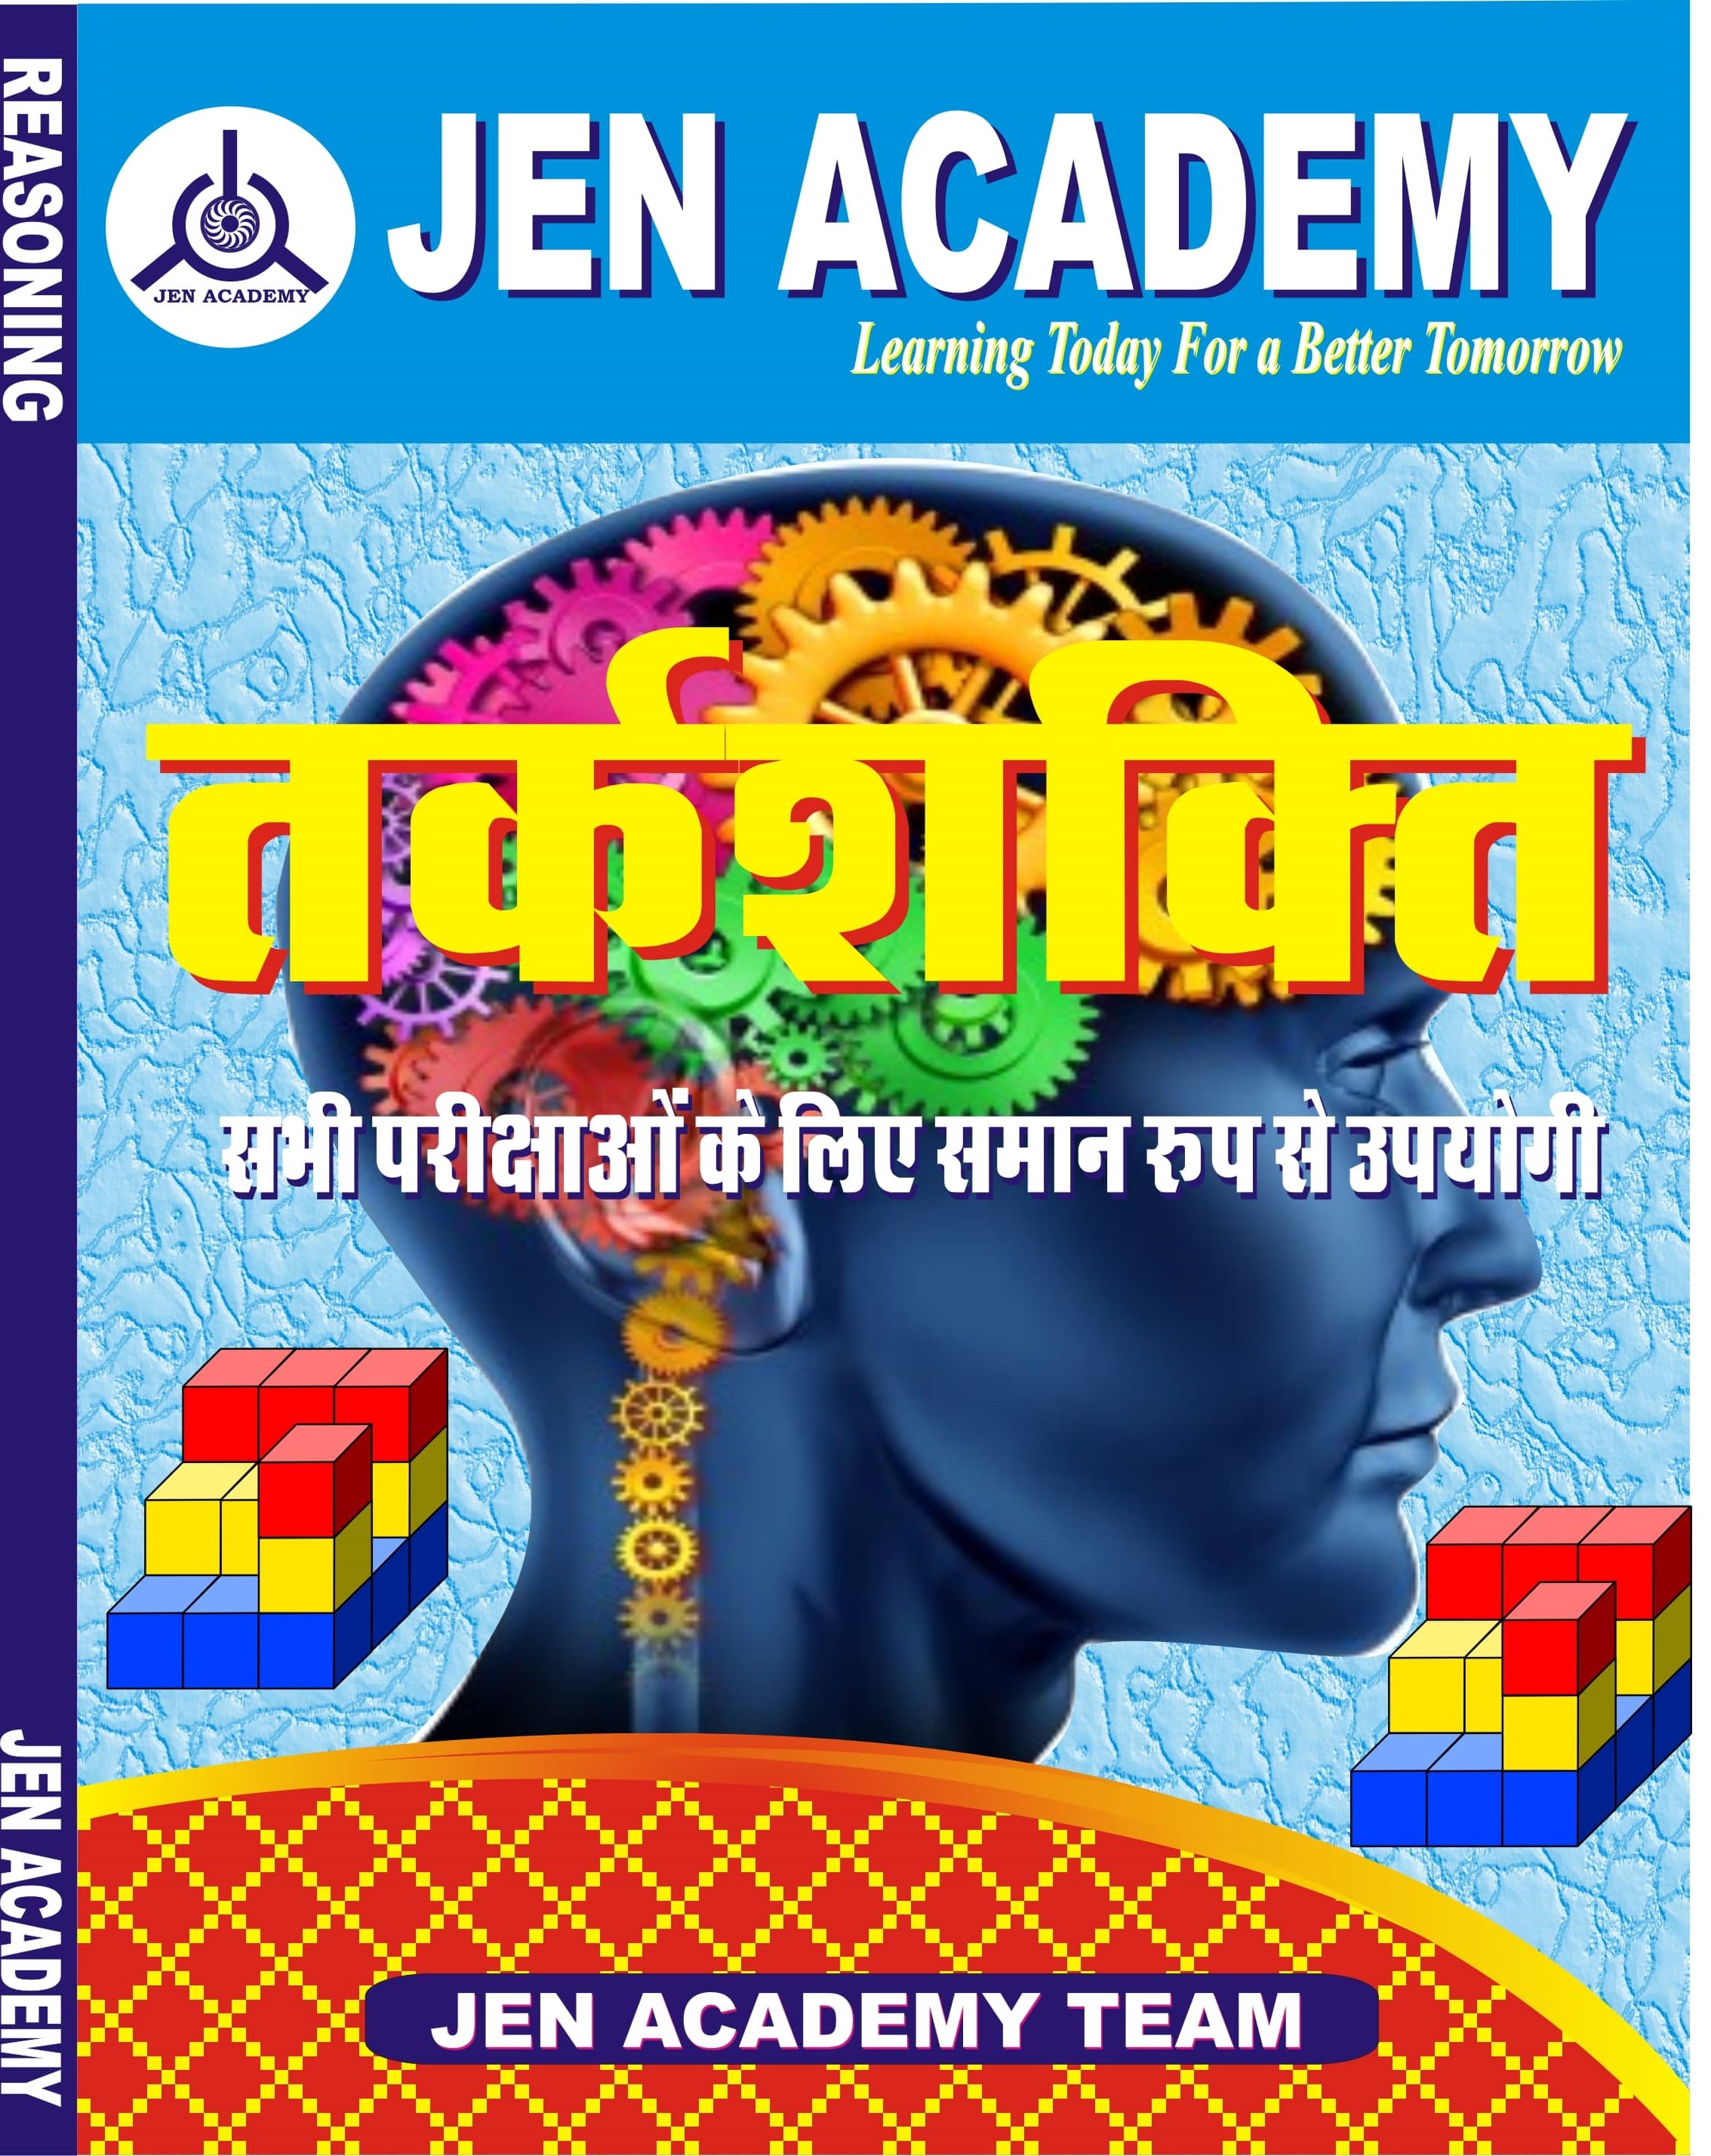 REASONING
JEN ACADEMY
JEN ACADEMY
JEN ACADEMY
Learning Today For a Better Tomorrow
तर्कशक्ति
सभी परीक्षाओं के लिए समान रुप से उपयोगी
JEN ACADEMY TEAM